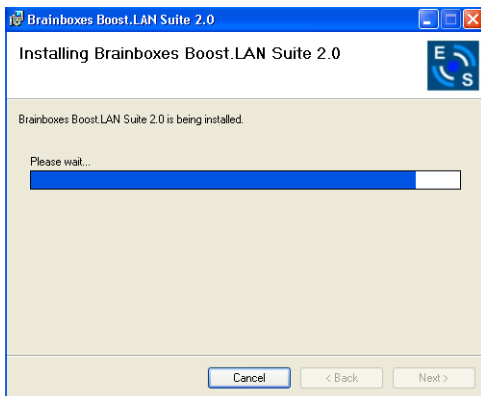 Brainboxes Boost.LAN Suite 2.0
Installing Brainboxes Boost.LAN Suite 2.0
E
S
Brainboxes Boost.LAN Suite 2.0 is being installed.
Please wait...
Cancel
< Back
Next >